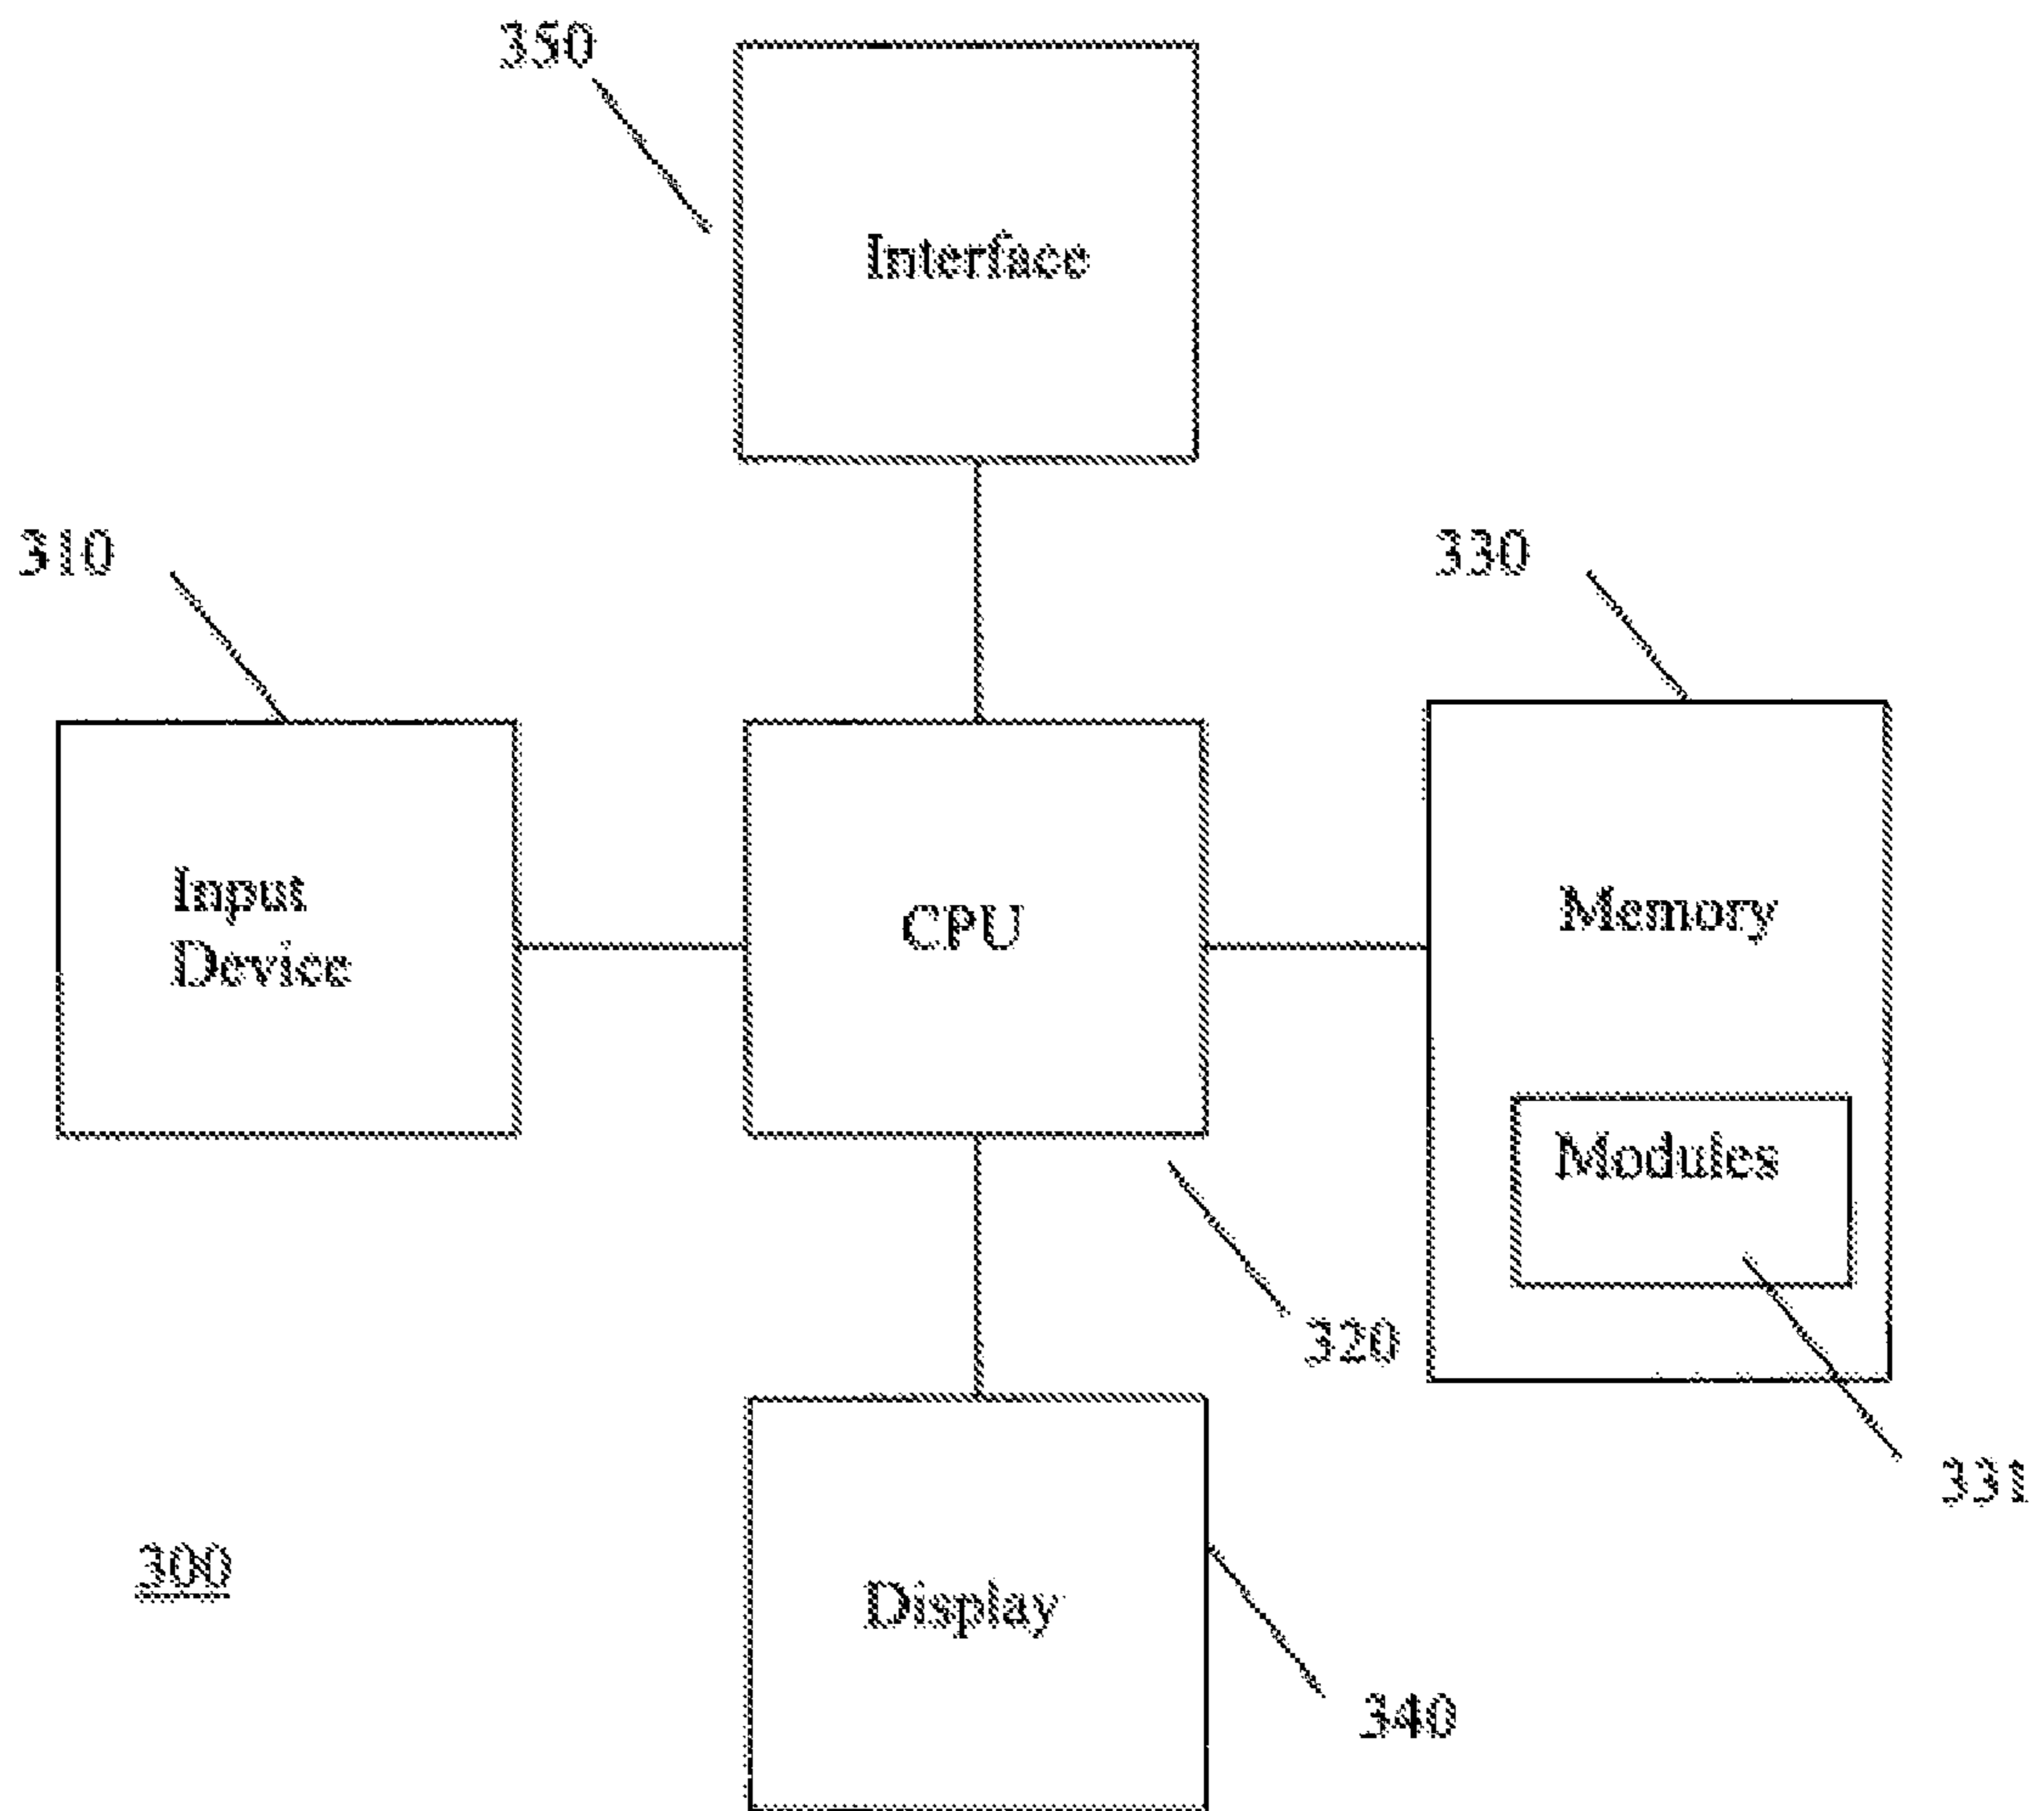 350
Interface
310
330
Input
Device
CPU
Memory
Modules
320
331
300
Display
340